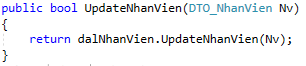 public bool UpdateNhanVien(DTO_NhanVien Nv)
{
    return dalNhanVien.UpdateNhanVien(Nv);
}